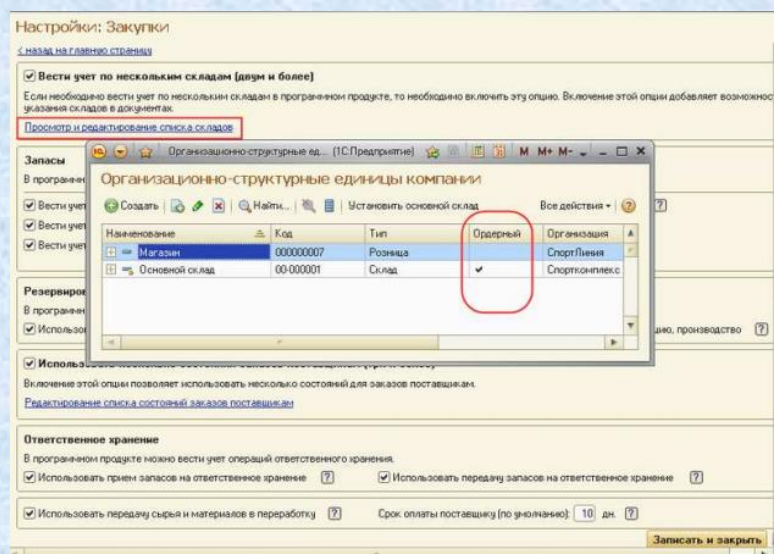 Настройки: Закупки
< назад на главную страницу
Вести учет по нескольким складам (двум и более)
Если необходимо вести учет по нескольким складам в программном продукте, то необходимо включить эту опцию. Включение этой опции добавляет возможнос
указания складов в документах.
Просмотр и редактирование списка складов
Организационно-структурные ед... (1С:Предприятие) M M+ M-
Запасы
Организационно-структурные единицы компании
В программн
Создать Найти... Установить основной склад Все действия
Вести учет
Вести учет
Вести учет
Наименование Код Тип Ордерный Организация
Магазин 000000007 Розница СпортЛиния
Основной склад 00-000001 Склад Спорткомплекс
Резервиров
В программн
Использов цию, производство ?
Включение этой опции позволяет использовать несколько состояний для заказов поставщикам.
Редактирование списка состояний заказов поставщикам
Ответственное хранение
В программном продукте можно вести учет операций ответственного хранения.
Использовать прием запасов на ответственное хранение ? Использовать передачу запасов на ответственное хранение ?
Использовать передачу сырья и материалов в переработку ? Срок оплаты поставщику (по умолчанию): 10 дн. ?
Записать и закрыть